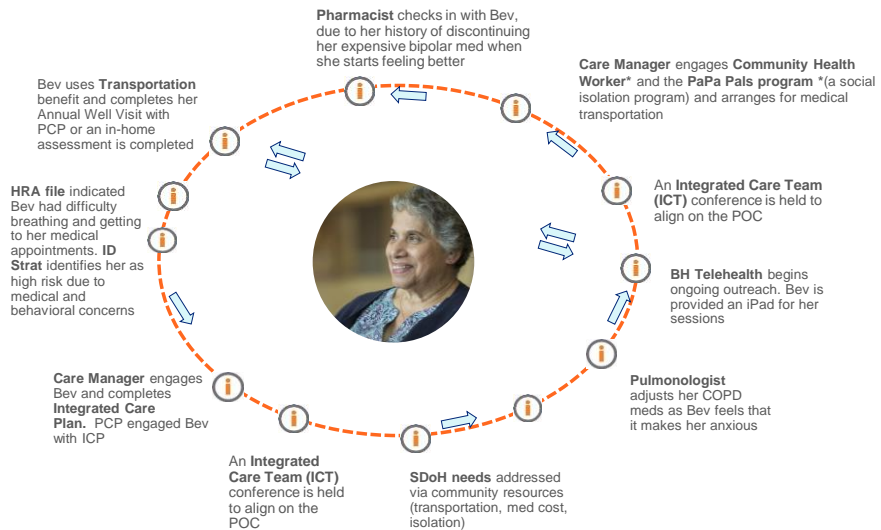 Pharmacist checks in with Bev,
due to her history of discontinuing
her expensive bipolar med when
she starts feeling better
Care Manager engages Community Health
Worker* and the PaPa Pals program *(a social
isolation program) and arranges for medical
transportation
Bev uses Transportation
benefit and completes her
Annual Well Visit with
PCP or an in-home
assessment is completed
HRA file indicated
Bev had difficulty
breathing and getting
to her medical
appointments. ID
Strat identifies her as
high risk due to
medical and
behavioral concerns
An Integrated Care Team
(ICT) conference is held to
align on the POC
BH Telehealth begins
ongoing outreach. Bev is
provided an iPad for her
sessions
Care Manager engages
Bev and completes
Integrated Care
Plan. PCP engaged Bev
with ICP
Pulmonologist
adjusts her COPD
meds as Bev feels that
it makes her anxious
An Integrated
Care Team (ICT)
conference is held
to align on the
POC
SDoH needs addressed
via community resources
(transportation, med cost,
isolation)